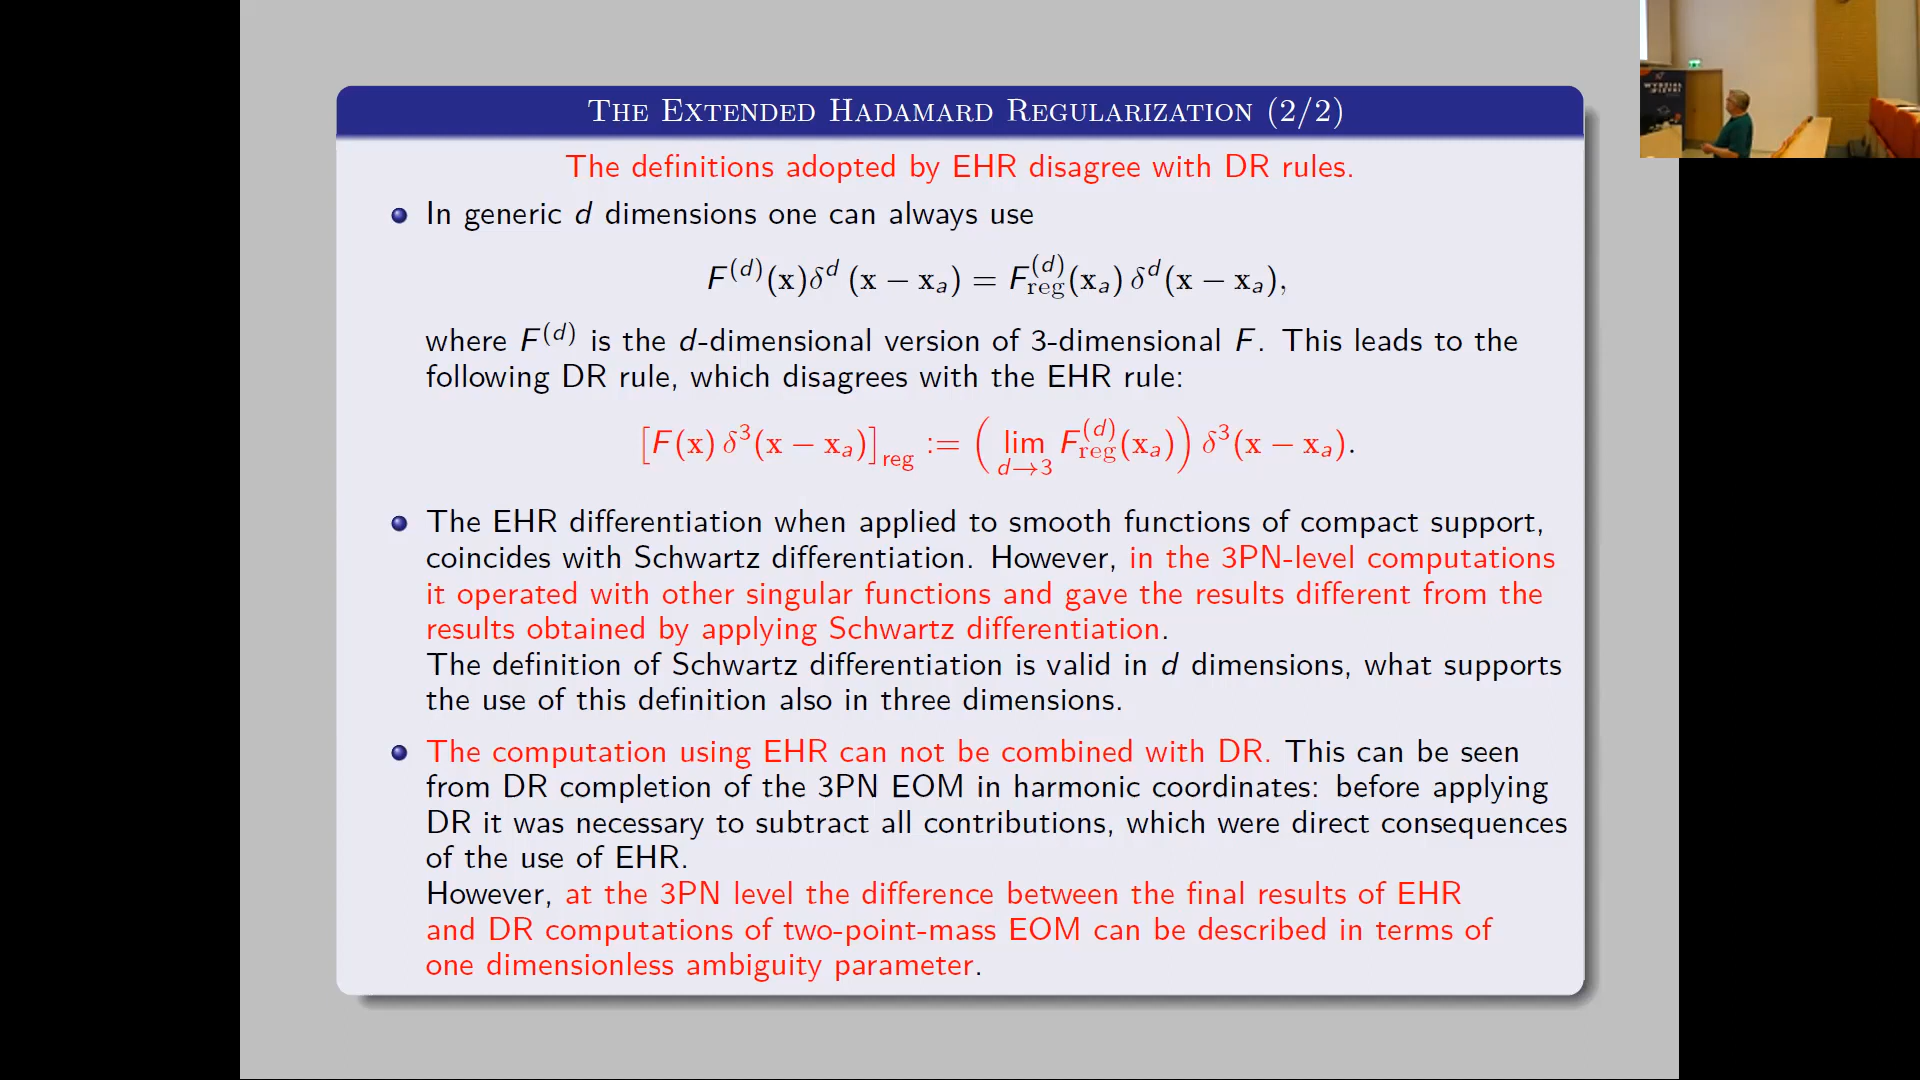 The Extended Hadamard Regularization (2/2)
The definitions adopted by EHR disagree with DR rules.
In generic d dimensions one can always use
F^{(d)}(x)δ^d (x − x_a) = F_{reg}^{(d)}(x_a) δ^d(x − x_a),
where F^{(d)} is the d-dimensional version of 3-dimensional F. This leads to the
following DR rule, which disagrees with the EHR rule:
[F(x) δ^3(x − x_a)]_{reg} := ( lim_{d→3} F_{reg}^{(d)}(x_a) ) δ^3(x − x_a).
The EHR differentiation when applied to smooth functions of compact support,
coincides with Schwartz differentiation. However, in the 3PN-level computations
it operated with other singular functions and gave the results different from the
results obtained by applying Schwartz differentiation.
The definition of Schwartz differentiation is valid in d dimensions, what supports
the use of this definition also in three dimensions.
The computation using EHR can not be combined with DR. This can be seen
from DR completion of the 3PN EOM in harmonic coordinates: before applying
DR it was necessary to subtract all contributions, which were direct consequences
of the use of EHR.
However, at the 3PN level the difference between the final results of EHR
and DR computations of two-point-mass EOM can be described in terms of
one dimensionless ambiguity parameter.